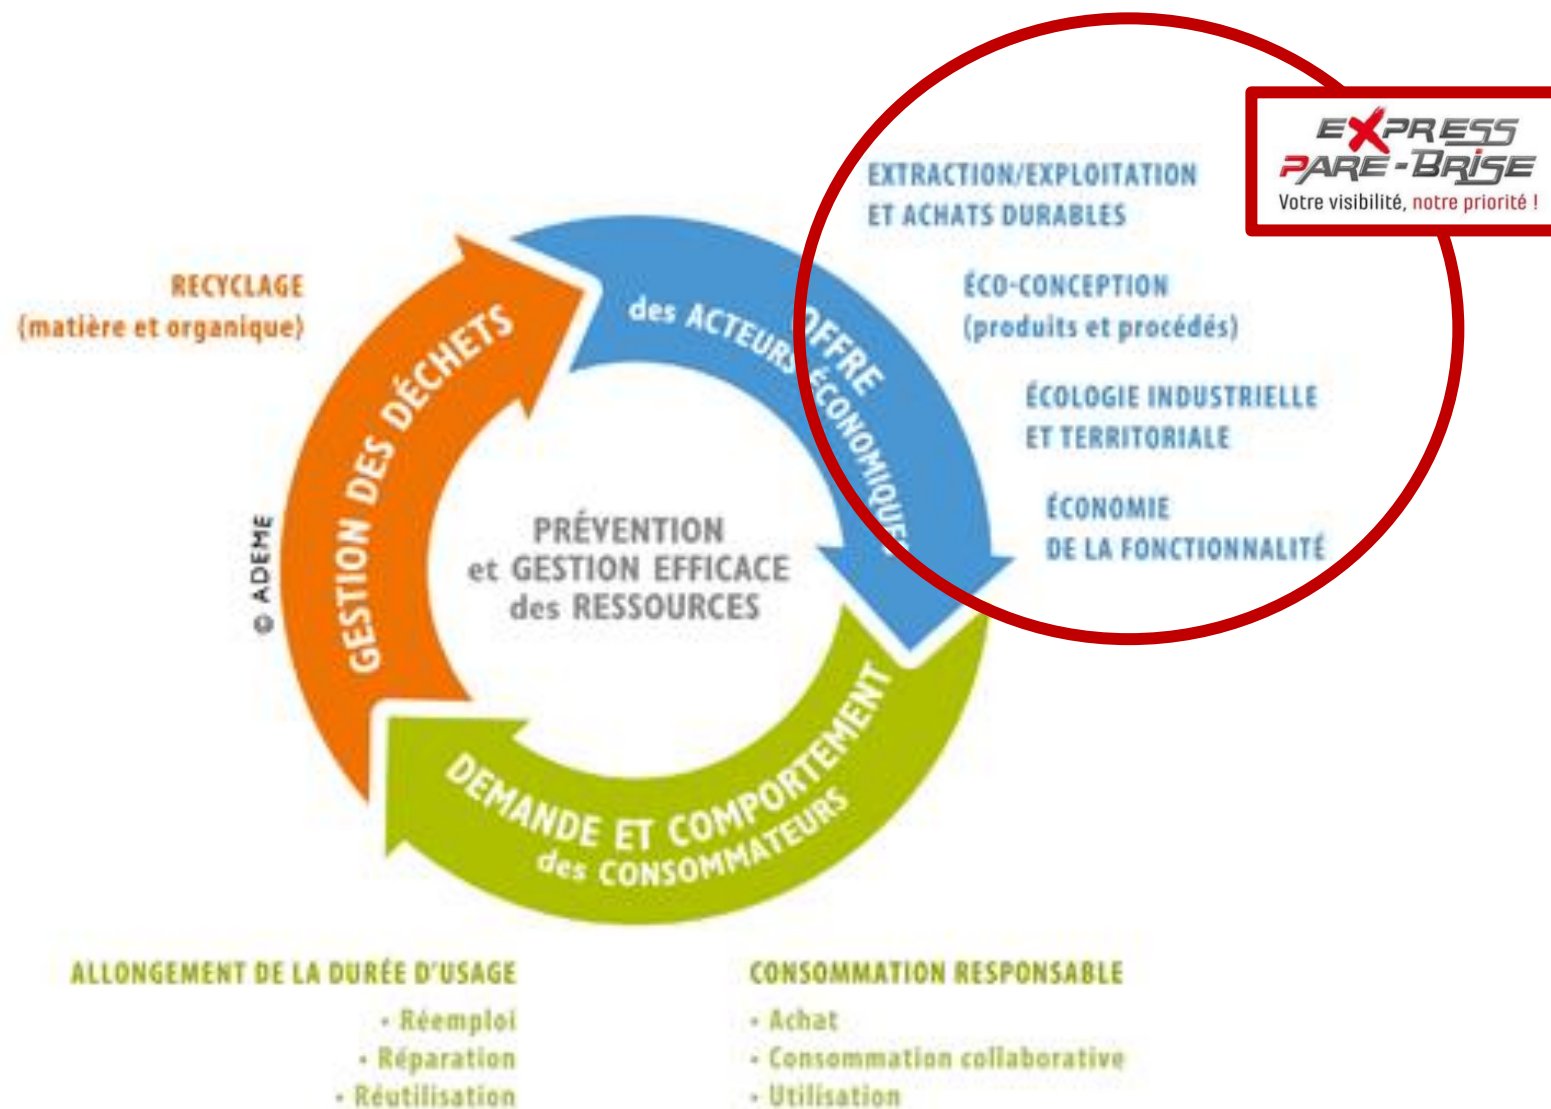 EXPRESS
PARE-BRISE
Votre visibilité, notre priorité !
EXTRACTION/EXPLOITATION
ET ACHATS DURABLES
ÉCO-CONCEPTION
(produits et procédés)
ÉCOLOGIE INDUSTRIELLE
ET TERRITORIALE
ÉCONOMIE
DE LA FONCTIONNALITÉ
RECYCLAGE
(matière et organique)
OFFRE
des ACTEURS ÉCONOMIQUES
GESTION DES DÉCHETS
PRÉVENTION
et GESTION EFFICACE
des RESSOURCES
© ADEME
DEMANDE ET COMPORTEMENT
des CONSOMMATEURS
ALLONGEMENT DE LA DURÉE D'USAGE
• Réemploi
• Réparation
• Réutilisation
CONSOMMATION RESPONSABLE
• Achat
• Consommation collaborative
• Utilisation